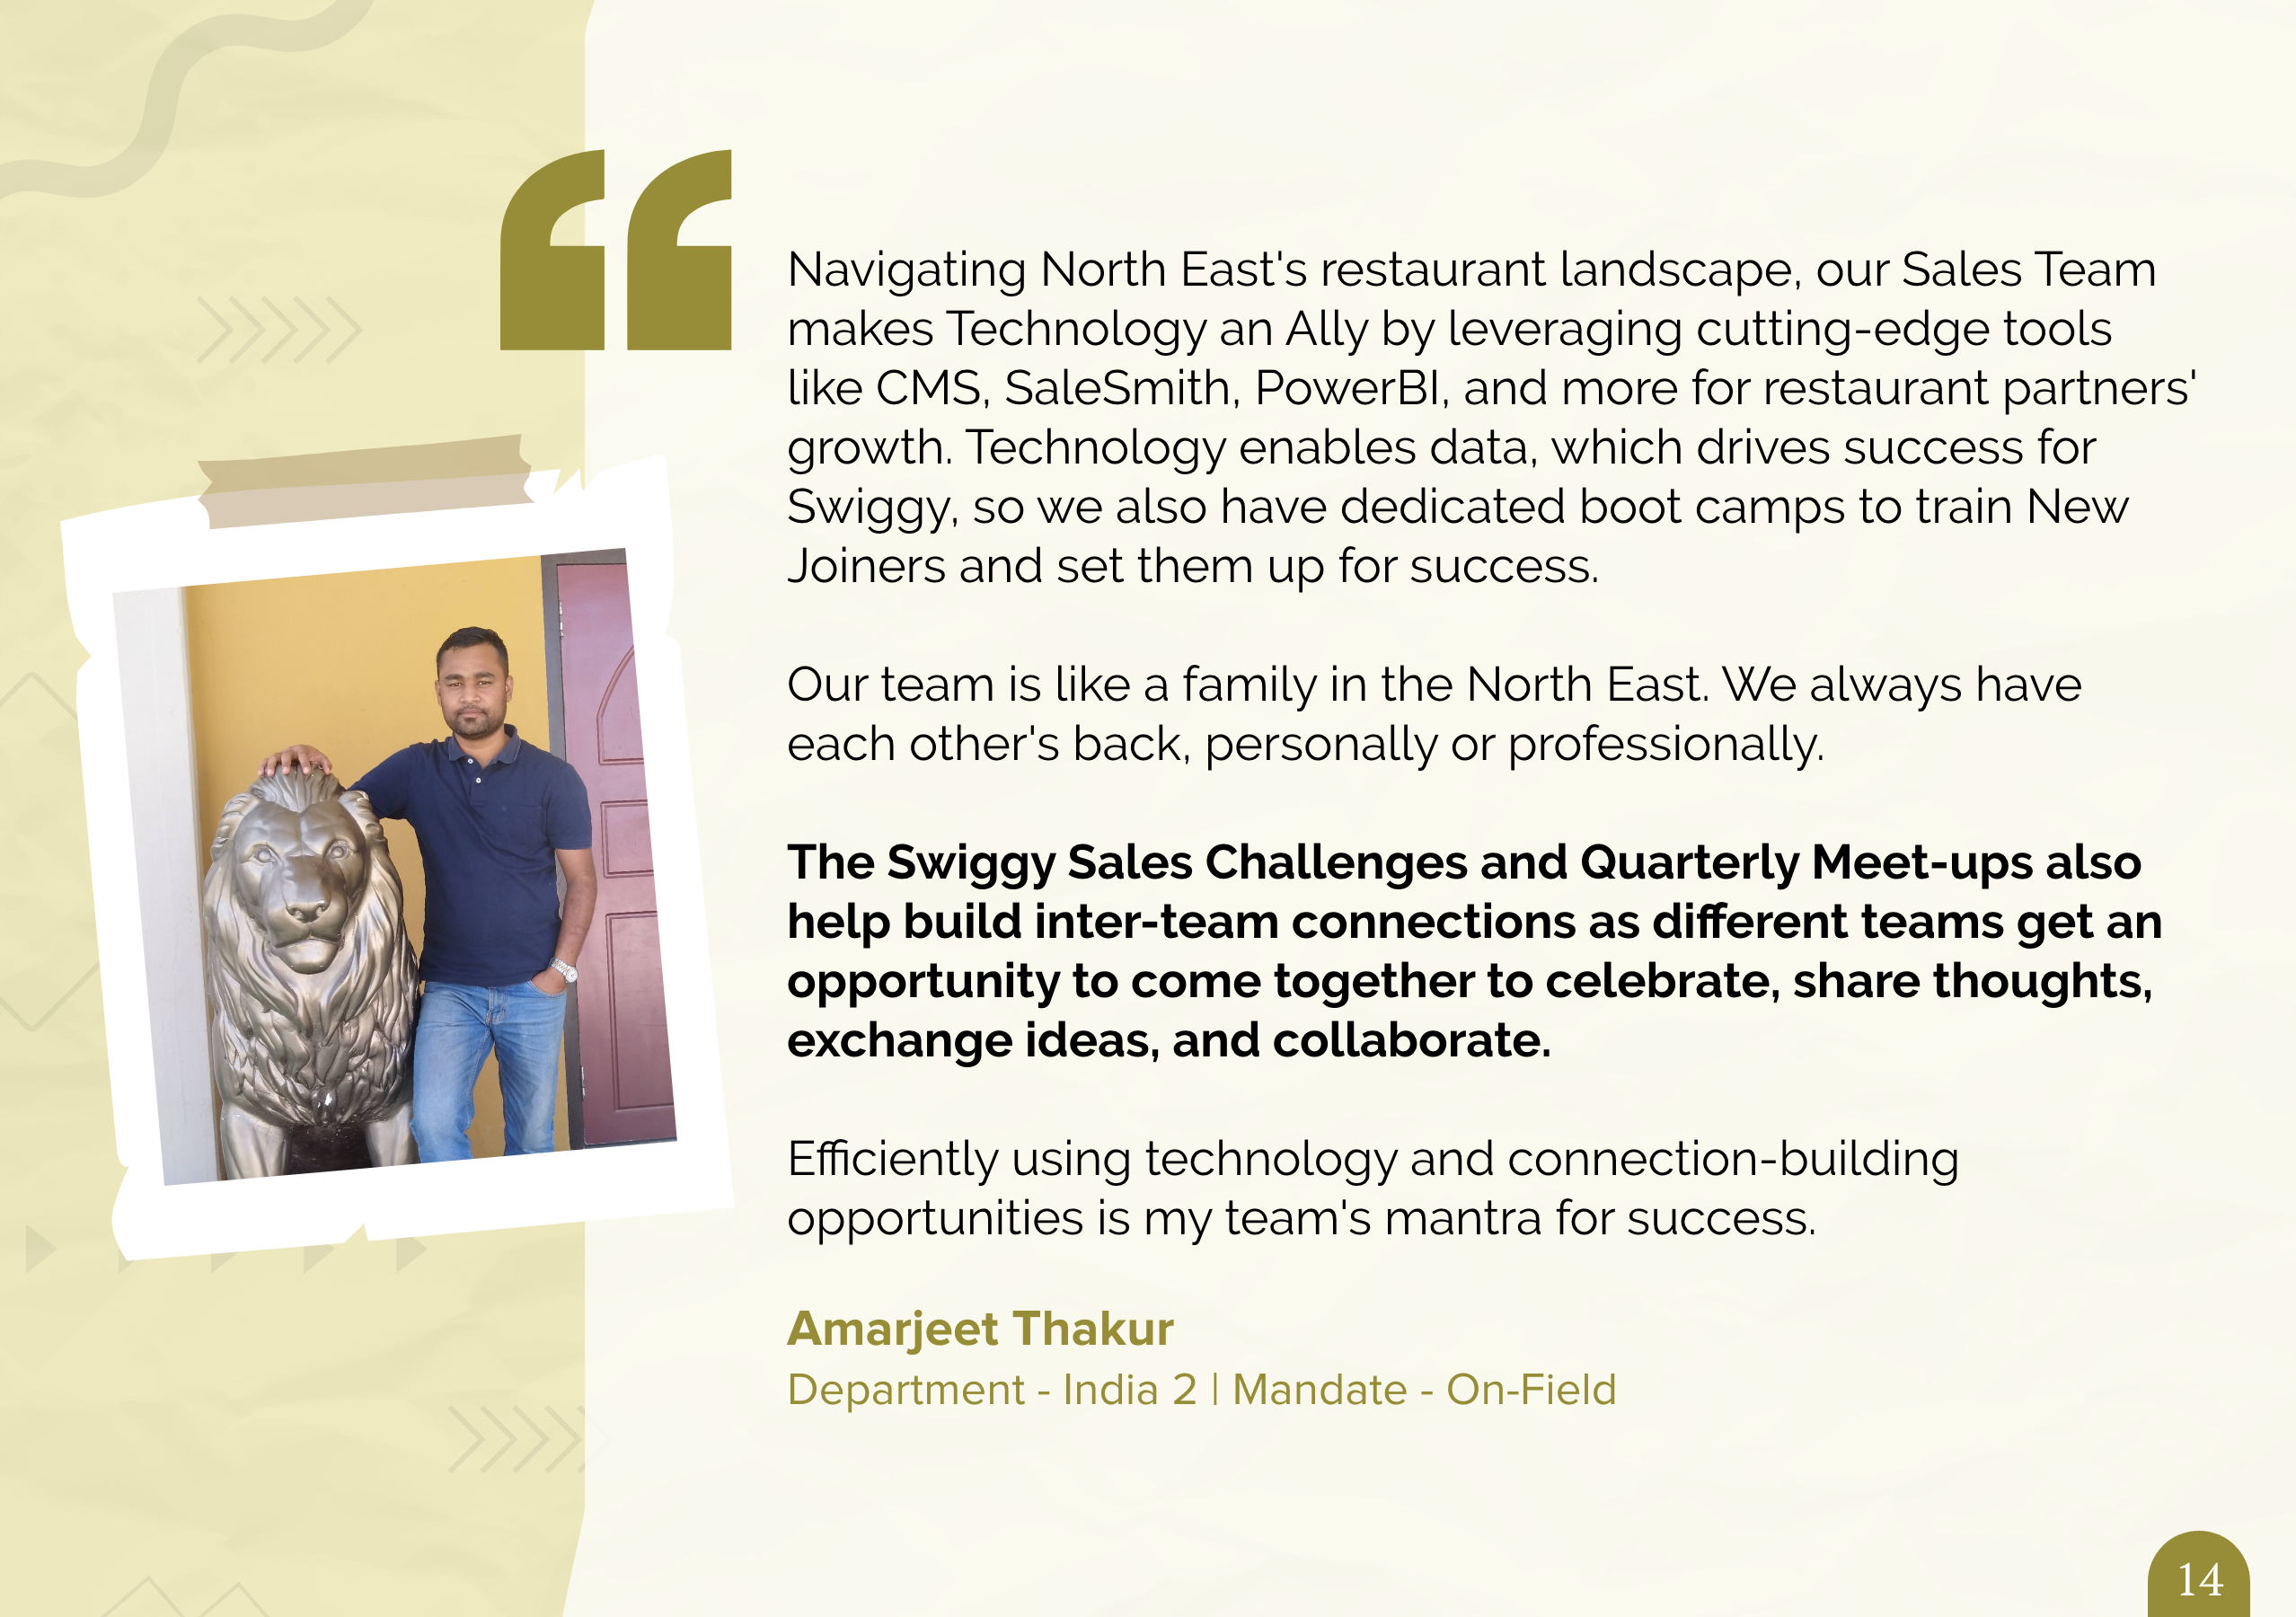 Navigating North East's restaurant landscape, our Sales Team
makes Technology an Ally by leveraging cutting-edge tools
like CMS, SaleSmith, PowerBI, and more for restaurant partners'
growth. Technology enables data, which drives success for
Swiggy, so we also have dedicated boot camps to train New
Joiners and set them up for success.
Our team is like a family in the North East. We always have
each other's back, personally or professionally.
The Swiggy Sales Challenges and Quarterly Meet-ups also
help build inter-team connections as different teams get an
opportunity to come together to celebrate, share thoughts,
exchange ideas, and collaborate.
Efficiently using technology and connection-building
opportunities is my team's mantra for success.
Amarjeet Thakur
Department - India 2 | Mandate - On-Field
14